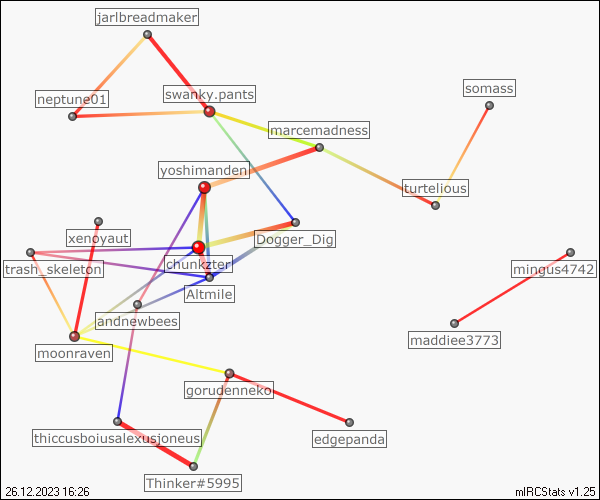 jarlbreadmaker
somass
swanky.pants
neptune01
marcemadness
yoshimanden
turtelious
xenoyaut
Dogger_Dig
chunkzter
trash_skeleton
mingus4742
Altmile
andnewbees
maddiee3773
moonraven
gorudenneko
thiccusboiusalexusjoneus
edgepanda
Thinker#5995
26.12.2023 16:26
mIRCStats v1.25